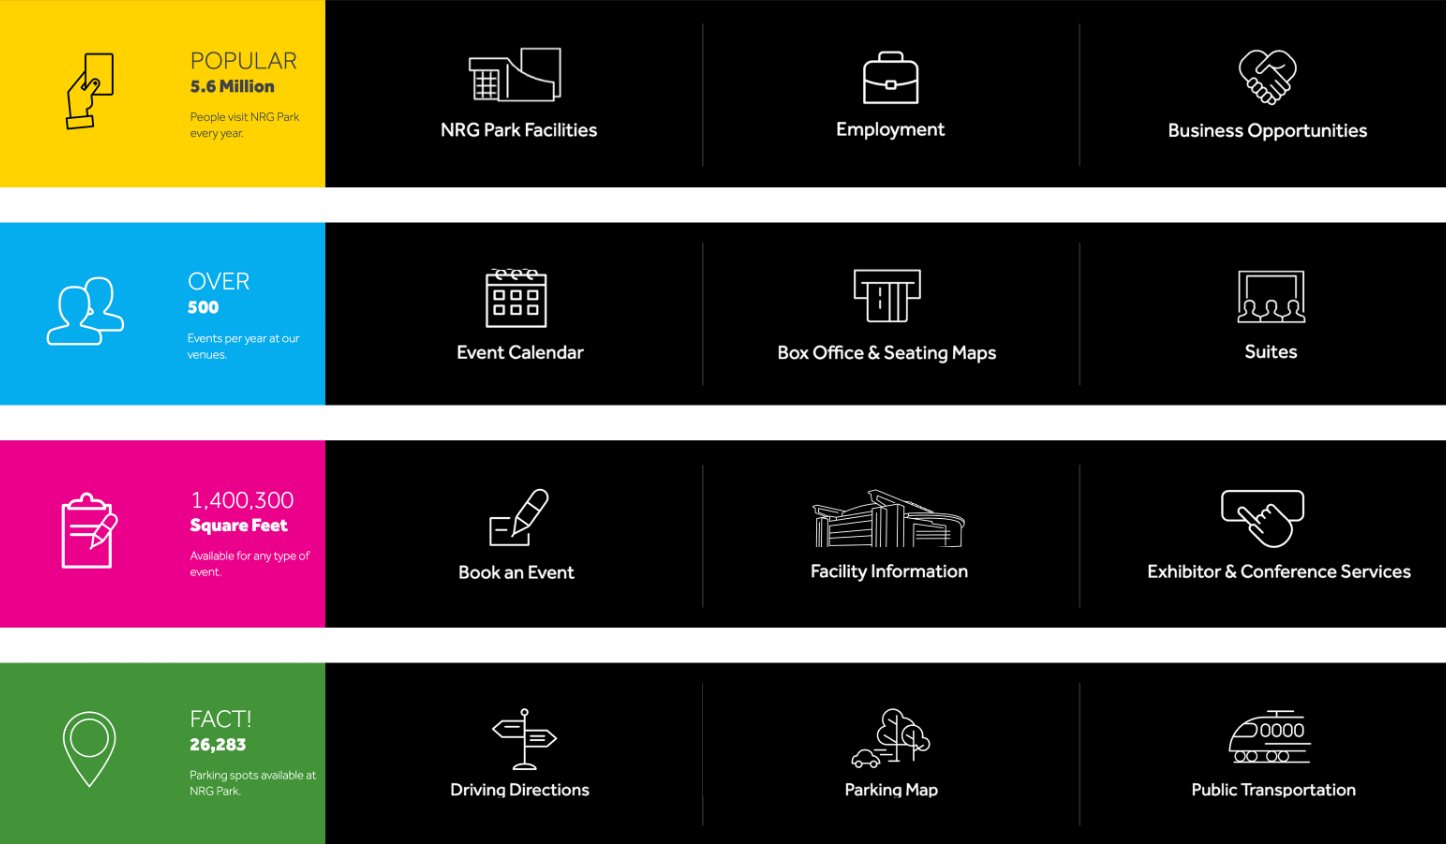 POPULAR
5.6 Million
People visit NRG Park
every year.
NRG Park Facilities
Employment
Business Opportunities
OVER
500
Events per year at our
venues.
Event Calendar
Box Office & Seating Maps
Suites
1,400,300
Square Feet
Available for any type of
event.
Book an Event
Facility Information
Exhibitor & Conference Services
FACT!
26,283
Parking spots available at
NRG Park.
Driving Directions
Parking Map
Public Transportation